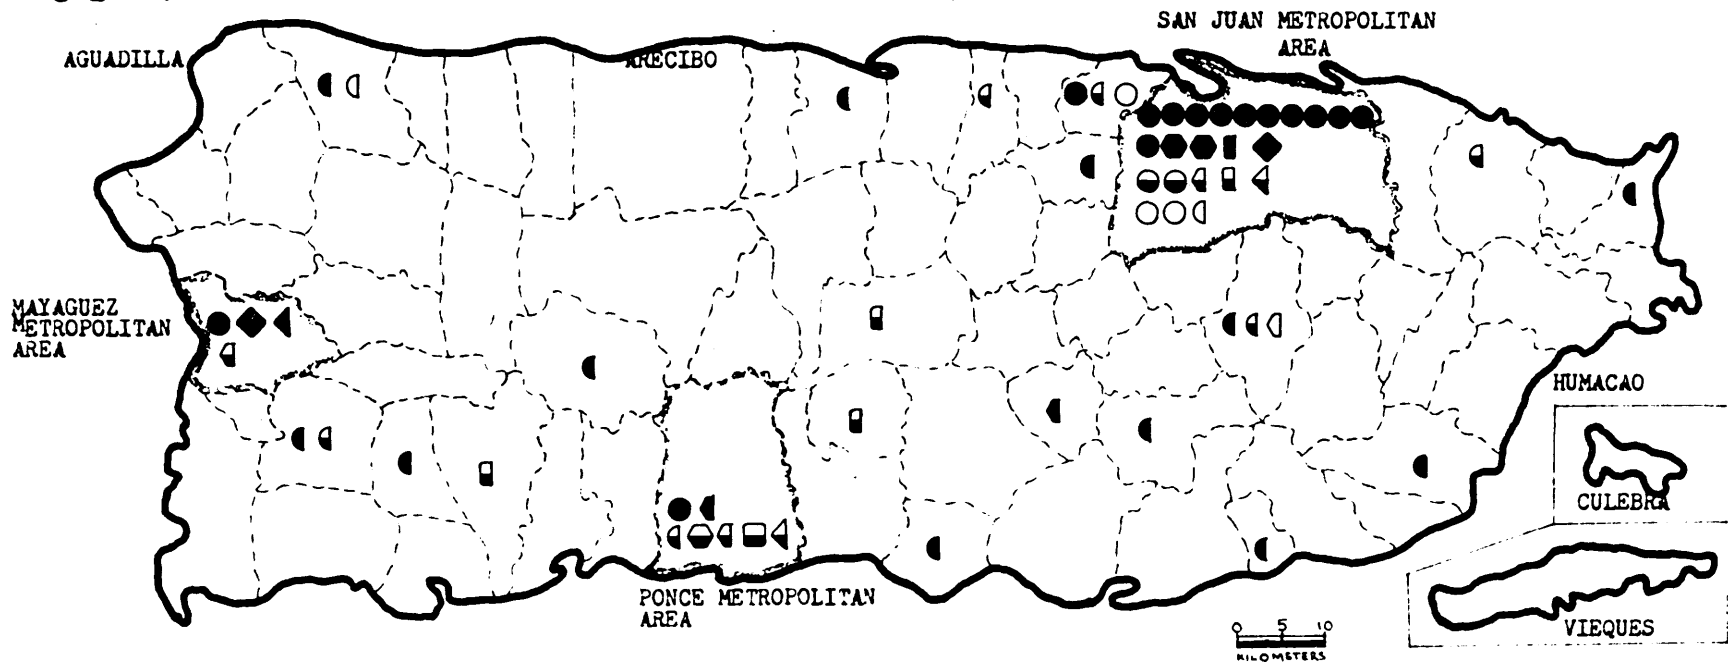 SAN JUAN METROPOLITAN
AREA
AGUADILLA
ARECIBO
MAYAGUEZ
METROPOLITAN
AREA
HUMACAO
CULEBRA
PONCE METROPOLITAN
AREA
VIEQUES
0 5 10
KILOMETERS